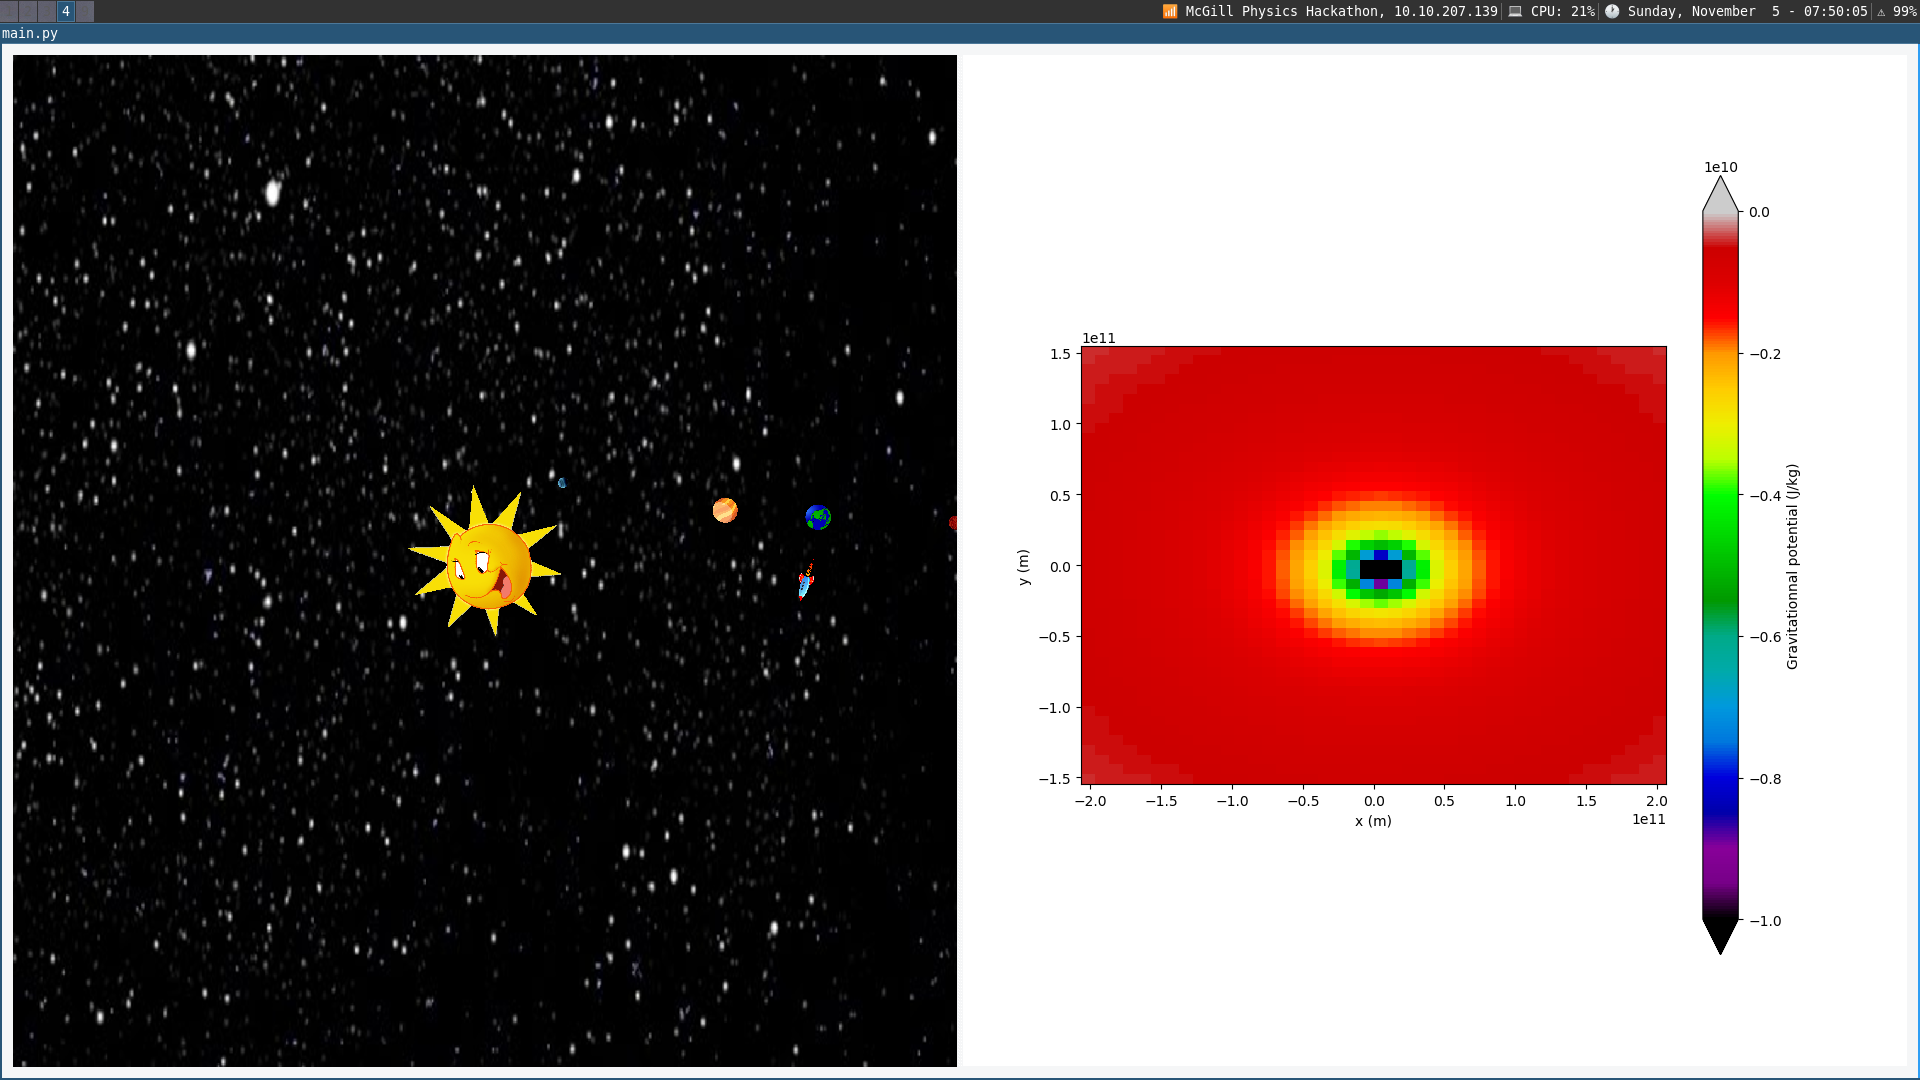 4
McGill Physics Hackathon, 10.10.207.139
CPU: 21%
Sunday, November 5 - 07:50:05
99%
main.py
1e10
0.0
−0.2
−0.4
−0.6
−0.8
−1.0
Gravitationnal potential (J/kg)
1e11
1.5
1.0
0.5
0.0
−0.5
−1.0
−1.5
y (m)
−2.0 −1.5 −1.0 −0.5 0.0 0.5 1.0 1.5 2.0
x (m)
1e11